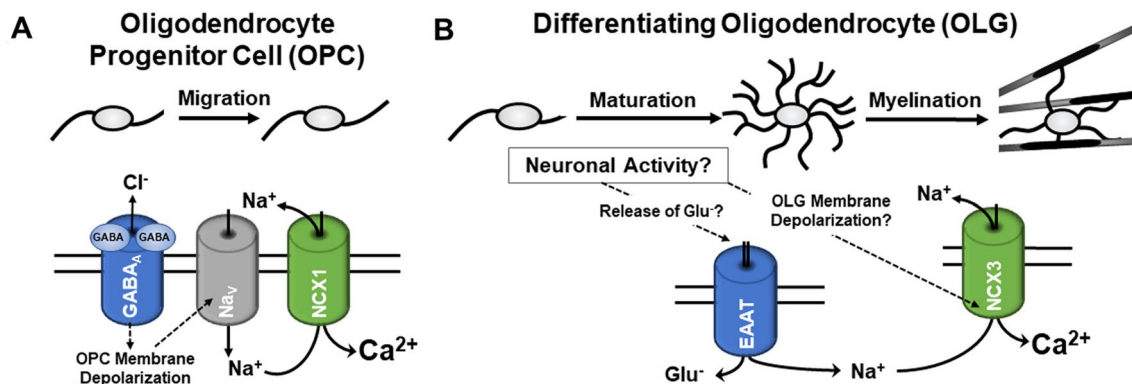 A
Oligodendrocyte
Progenitor Cell (OPC)
Migration
Cl-
GABA
GABA
GABAA
NaV
Na+
NCX1
OPC Membrane
Depolarization
Na+
Ca2+
B
Differentiating Oligodendrocyte (OLG)
Maturation
Myelination
Neuronal Activity?
Release of Glu-?
OLG Membrane
Depolarization?
Na+
EAAT
NCX3
Glu-
Na+
Ca2+